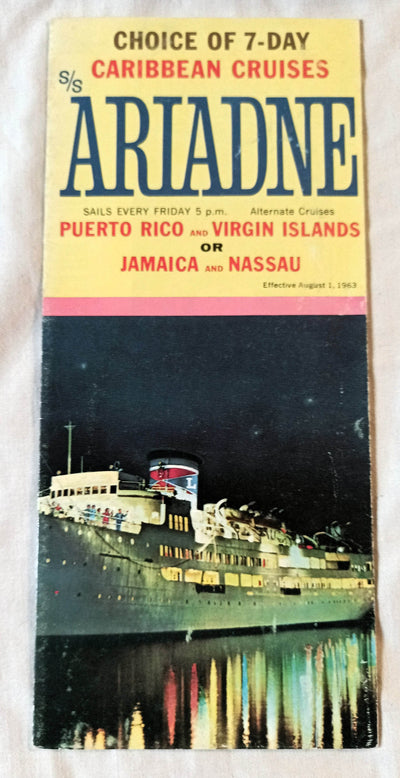 CHOICE OF 7-DAY
CARIBBEAN CRUISES
S/S
ARIADNE
SAILS EVERY FRIDAY 5 p.m. Alternate Cruises
PUERTO RICO AND VIRGIN ISLANDS
OR
JAMAICA AND NASSAU
Effective August 1, 1963
L